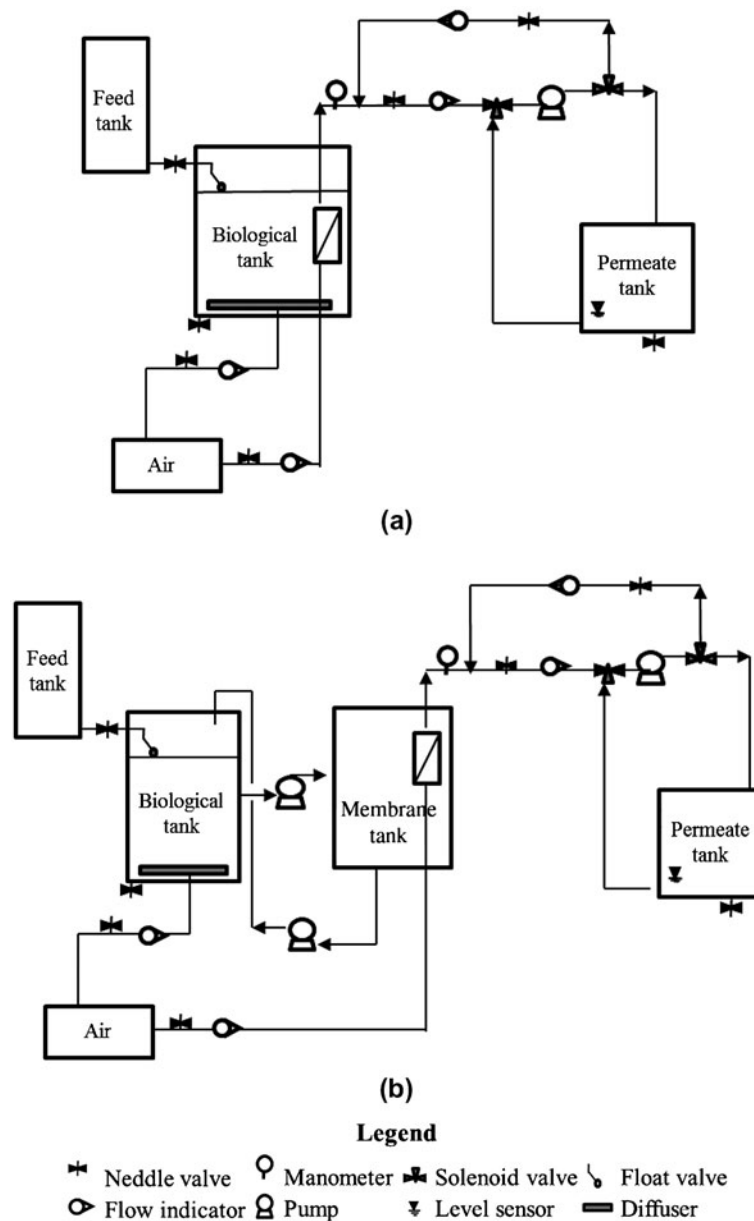 Feed
tank
Biological
tank
Permeate
tank
Air
(a)
Feed
tank
Biological
tank
Membrane
tank
Permeate
tank
Air
(b)
Legend
Neddle valve Manometer Solenoid valve Float valve
Flow indicator Pump Level sensor Diffuser